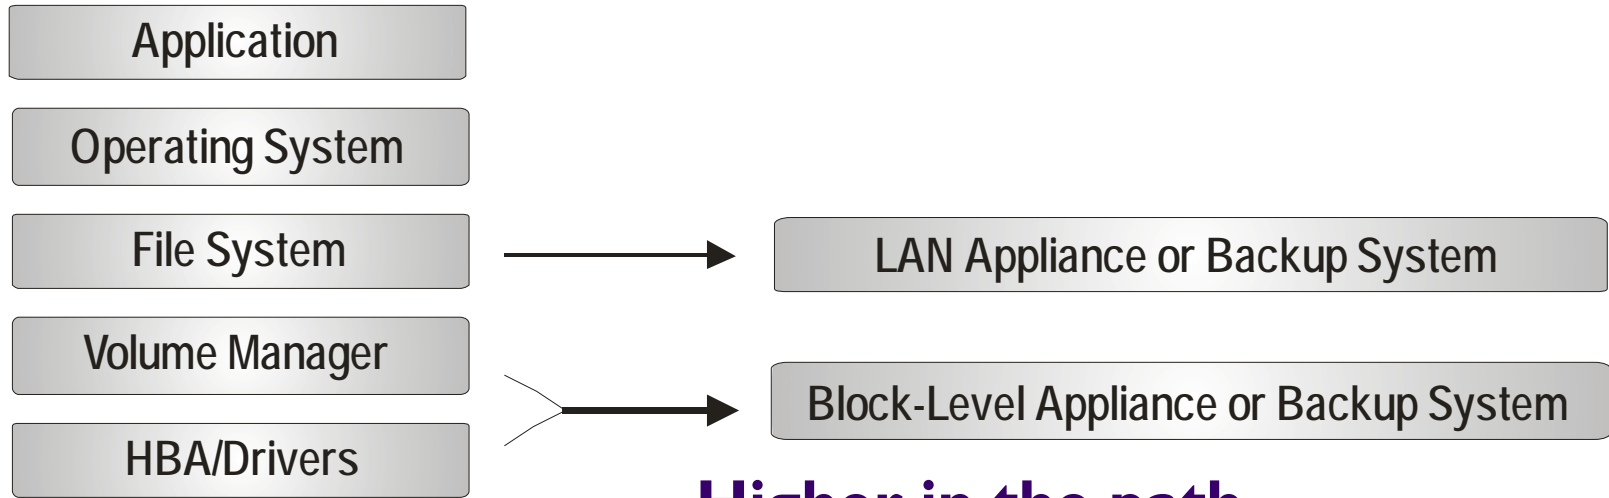 Application
Operating System
File System
LAN Appliance or Backup System
Volume Manager
Block-Level Appliance or Backup System
HBA/Drivers
Higher in the path